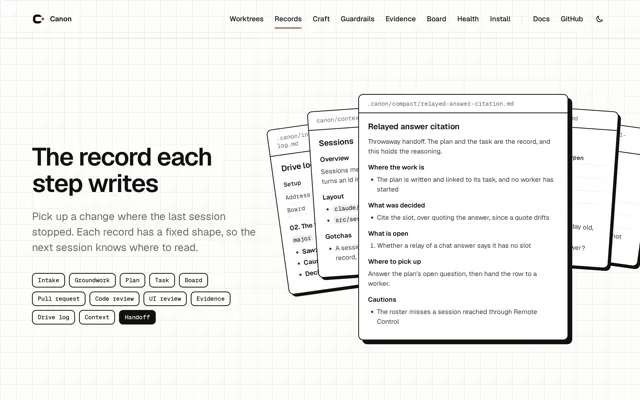 Canon
Worktrees Records Craft Guardrails Evidence Board Health Install Docs GitHub
The record each
step writes
Pick up a change where the last session
stopped. Each record has a fixed shape, so the
next session knows where to read.
Intake Groundwork Plan Task Board
Pull request Code review UI review Evidence
Drive log Context Handoff
log.md
Setup
Address
Board
02. The
major
Sessions
Overview
Layout
Gotchas
.canon/compact/relayed-answer-citation.md
Relayed answer citation
Throwaway handoff. The plan and the task are the record, and
this holds the reasoning.
Where the work is
• The plan is written and linked to its task, and no worker has
started
What was decided
• Cite the slot, over quoting the answer, since a quote drifts
What is open
1. Whether a relay of a chat answer says it has no slot
Where to pick up
Answer the plan's open question, then hand the row to a
worker.
Cautions
• The roster misses a session reached through Remote
Control